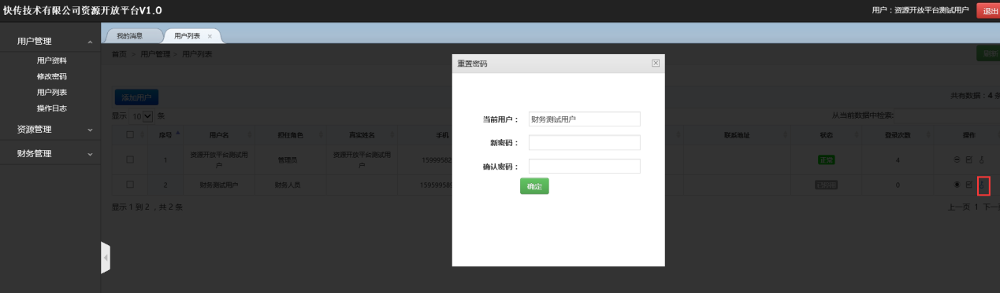 快传技术有限公司资源开放平台V1.0
用户：资源开放平台测试用户
退出
用户管理
用户资料
修改密码
用户列表
操作日志
资源管理
财务管理
我的消息
用户列表 ×
首页 > 用户管理 > 用户列表
刷新
添加用户
共有数据：4 条
显示 10 条
从当前数据中检索:
序号 用户名 担任角色 真实姓名 手机 联系地址 状态 登录次数 操作
1 资源开放平台测试用户 管理员 资源开放平台测试用户 15999582 正常 4
2 财务测试用户 财务人员 1595995 已停用 0
显示 1 到 2 ，共 2 条
上一页 1 下一
重置密码
当前用户： 财务测试用户
新密码：
确认密码：
确定